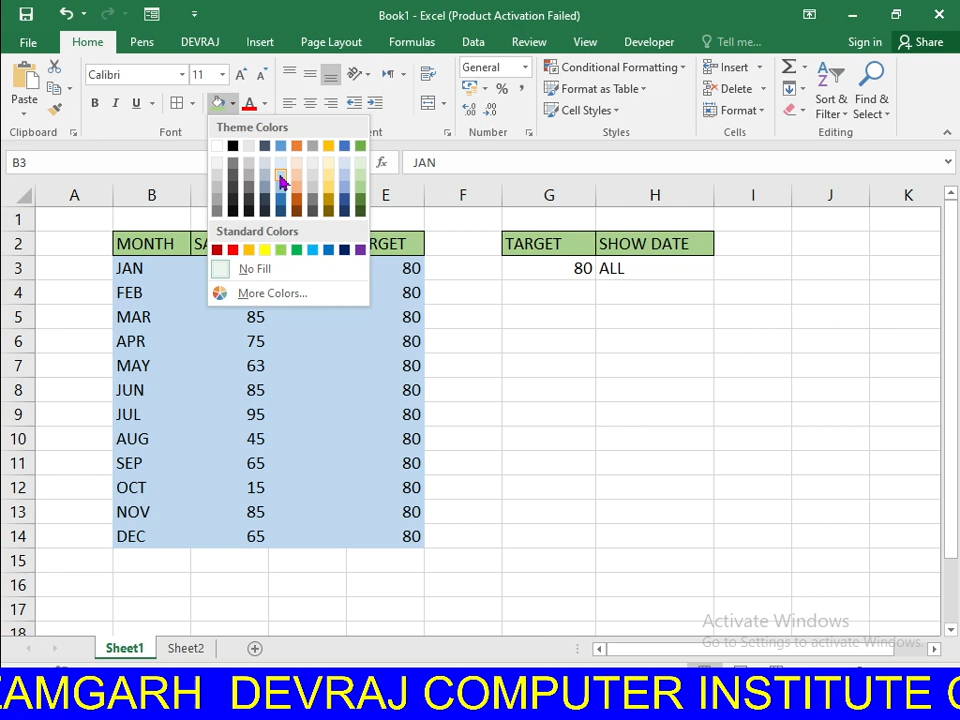 Book1 - Excel (Product Activation Failed)
File Home Pens DEVRAJ Insert Page Layout Formulas Data Review View Developer Tell me... Sign in Share
Paste
Calibri 11
B I U
General
Conditional Formatting
Format as Table
Cell Styles
Insert
Delete
Format
Sort & Filter
Find & Select
Clipboard Font Number Styles Cells Editing
Theme Colors
Standard Colors
No Fill
More Colors...
B3 fx JAN
A B E F G H I J K
1
2 MONTH TARGET SHOW DATE
3 JAN 80 80 ALL
4 FEB 80
5 MAR 85 80
6 APR 75 80
7 MAY 63 80
8 JUN 85 80
9 JUL 95 80
10 AUG 45 80
11 SEP 65 80
12 OCT 15 80
13 NOV 85 80
14 DEC 65 80
15
16
17
18
Activate Windows
Go to Settings to activate Windows.
Sheet1 Sheet2
ZAMGARH DEVRAJ COMPUTER INSTITUTE